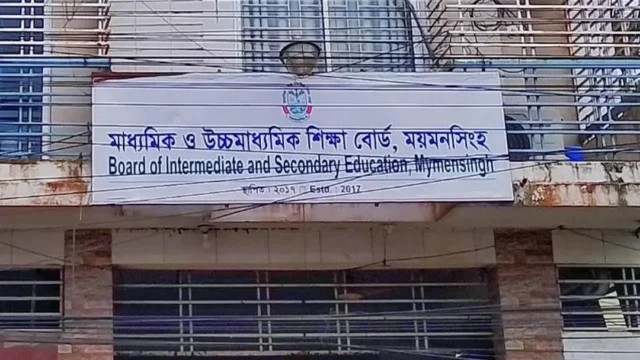 মাধ্যমিক ও উচ্চমাধ্যমিক শিক্ষা বোর্ড, ময়মনসিংহ
Board of Intermediate and Secondary Education, Mymensingh
স্থাপিত : ২০১৭ Estd. : 2017